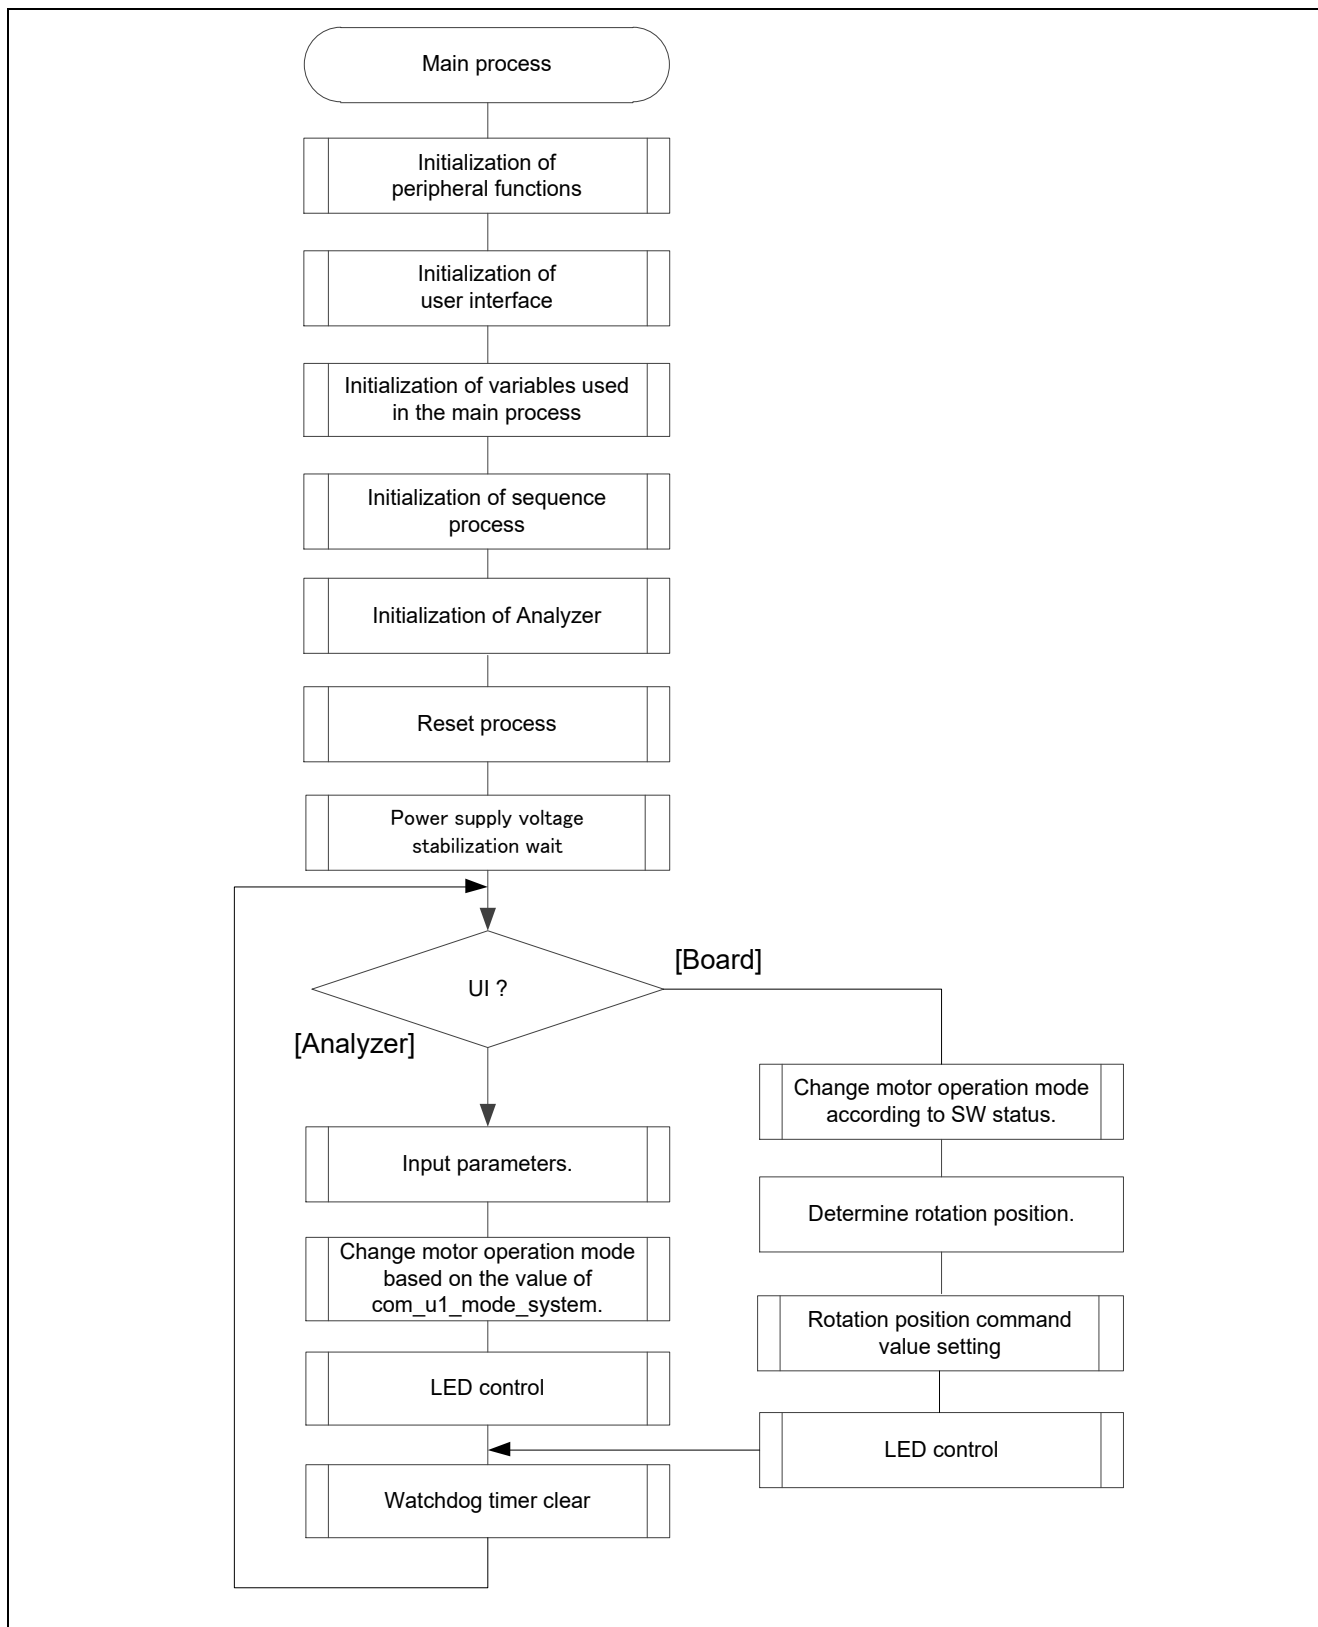 Main process
Initialization of
peripheral functions
Initialization of
user interface
Initialization of variables used
in the main process
Initialization of sequence
process
Initialization of Analyzer
Reset process
Power supply voltage
stabilization wait
UI ?
[Board]
[Analyzer]
Change motor operation mode
according to SW status.
Input parameters.
Determine rotation position.
Change motor operation mode
based on the value of
com_u1_mode_system.
Rotation position command
value setting
LED control
LED control
Watchdog timer clear